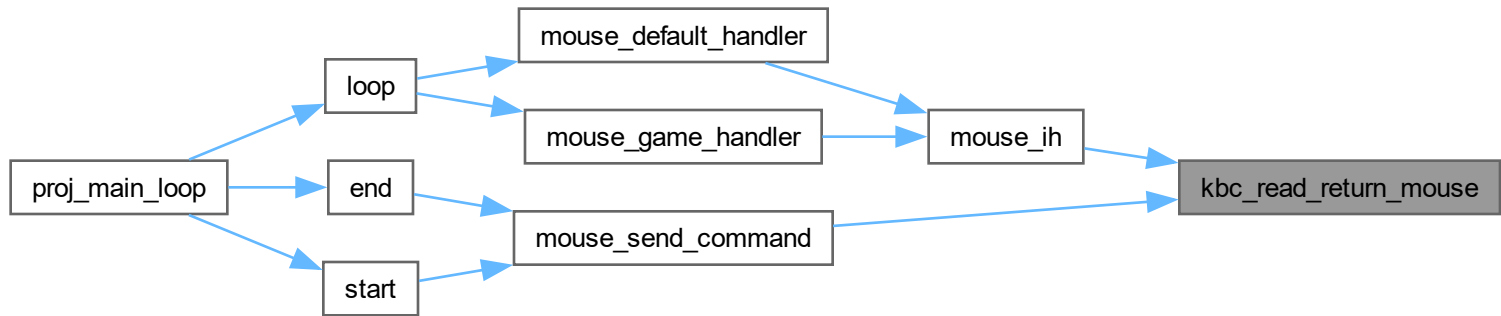 mouse_default_handler
loop
mouse_game_handler
mouse_ih
proj_main_loop
end
kbc_read_return_mouse
mouse_send_command
start